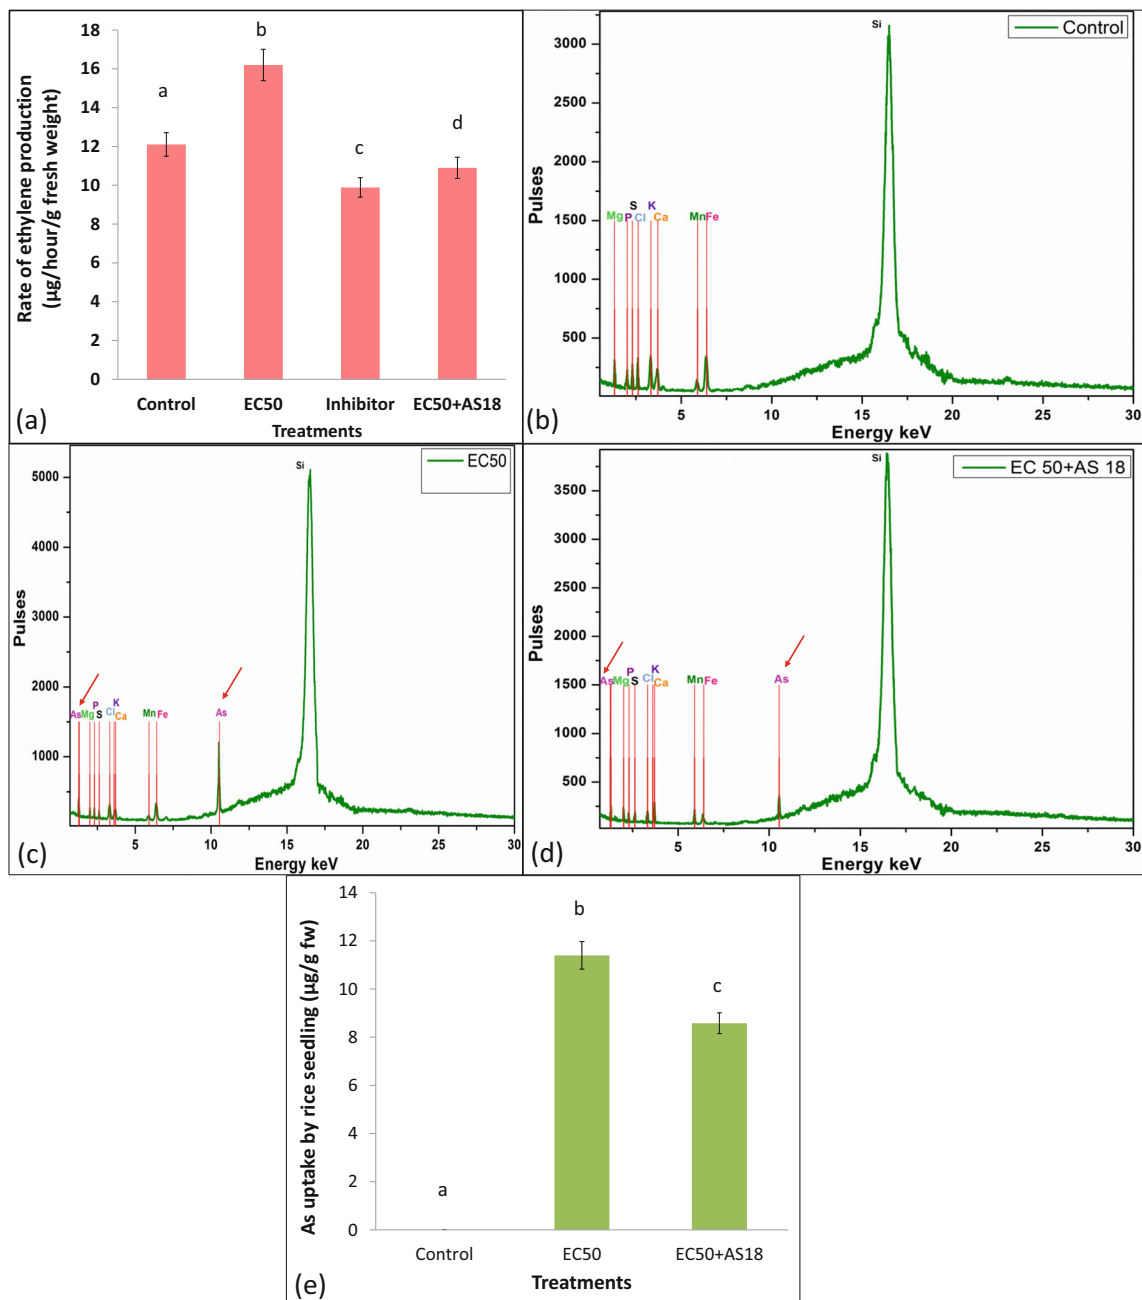 Rate of ethylene production
(µg/hour/g fresh weight)
18
16
14
12
10
8
6
4
2
0
a
b
c
d
Control EC50 Inhibitor EC50+AS18
Treatments
(a)
Control
Pulses
3000
2500
2000
1500
1000
500
Si
S K
Mg P Cl Ca Mn Fe
5 10 15 20 25 30
Energy keV
(b)
EC50
Pulses
5000
4000
3000
2000
1000
Si
P K
As Mg S Cl Ca Mn Fe As
5 10 15 20 25 30
Energy keV
(c)
EC 50+AS 18
Pulses
3500
3000
2500
2000
1500
1000
500
Si
P K
As Mg S Cl Ca Mn Fe As
5 10 15 20 25 30
Energy keV
(d)
As uptake by rice seedling (µg/g fw)
14
12
10
8
6
4
2
0
a
b
c
Control EC50 EC50+AS18
Treatments
(e)